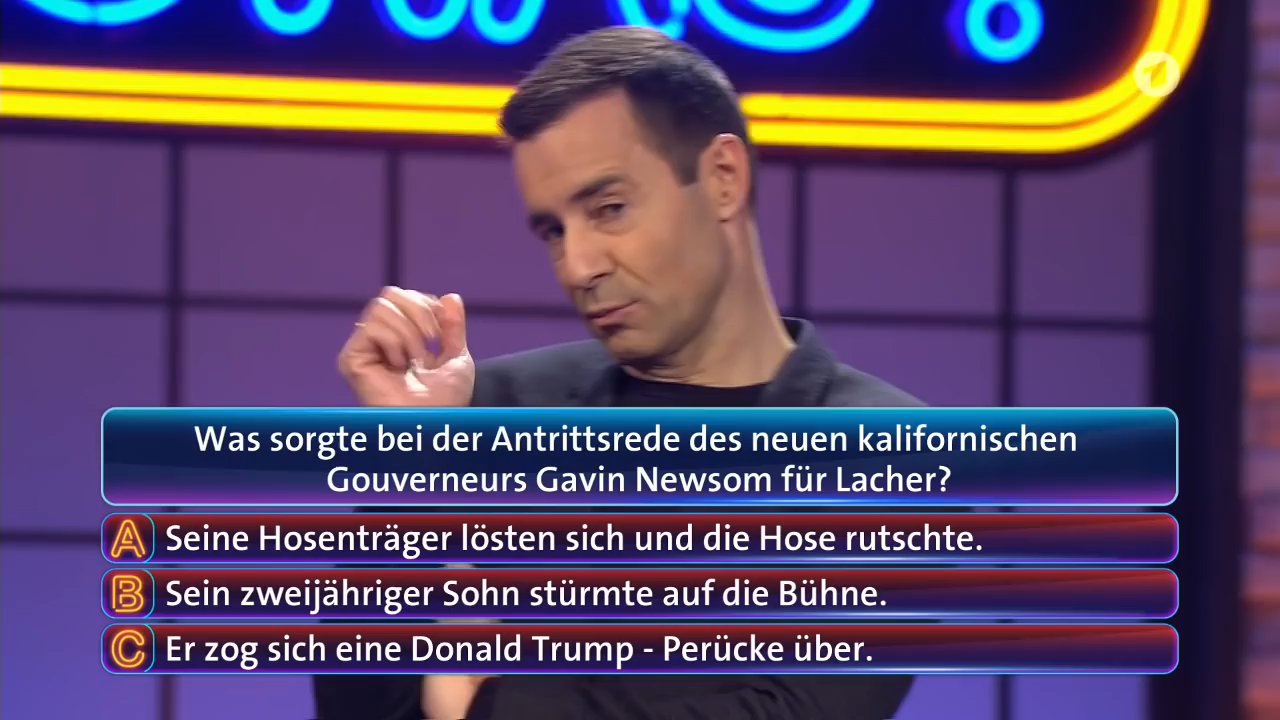 Was sorgte bei der Antrittsrede des neuen kalifornischen
Gouverneurs Gavin Newsom für Lacher?
A Seine Hosenträger lösten sich und die Hose rutschte.
B Sein zweijähriger Sohn stürmte auf die Bühne.
C Er zog sich eine Donald Trump - Perücke über.